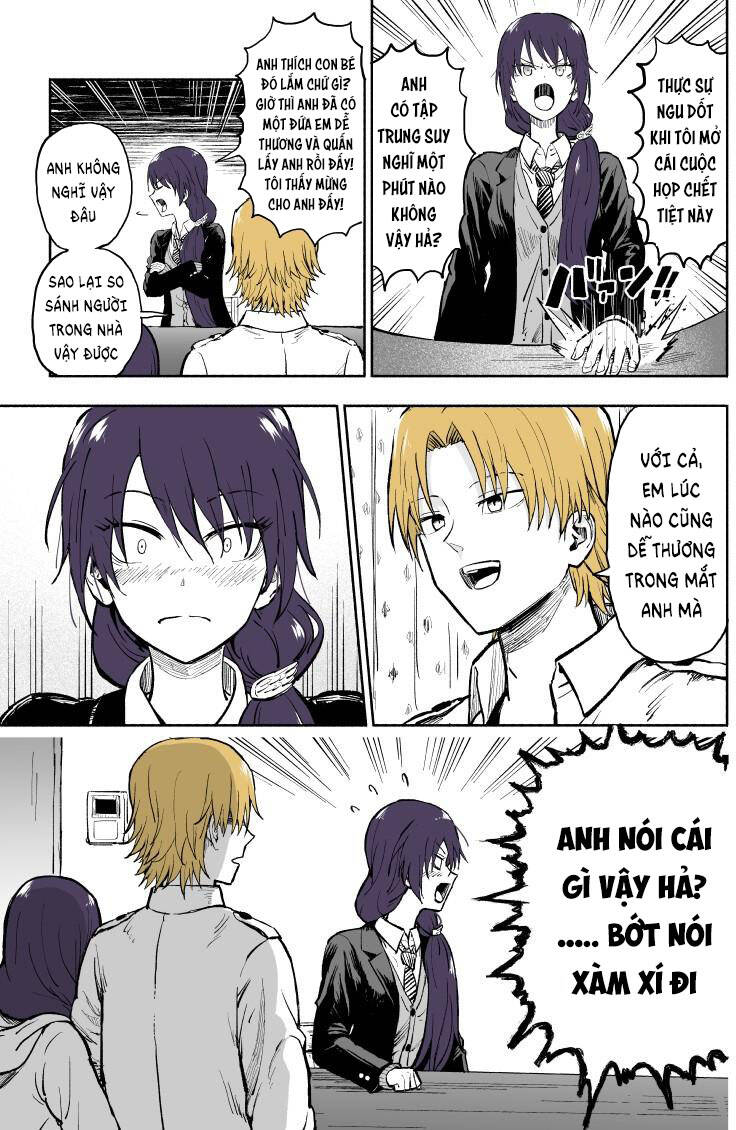 THỰC SỰ
NGU DỐT
KHI TÔI MỞ
CÁI CUỘC
HỌP CHẾT
TIỆT NÀY
ANH
CÓ TẬP
TRUNG SUY
NGHĨ MỘT
PHÚT NÀO
KHÔNG
VẬY HẢ?
バァン!!
ANH THÍCH CON BÉ
ĐÓ LẮM CHỨ GÌ?
GIỜ THÌ ANH ĐÃ CÓ
MỘT ĐỨA EM DỄ
THƯƠNG VÀ QUẤN
LẤY ANH RỒI ĐẤY!
TÔI THẤY MỪNG
CHO ANH ĐẤY!
ANH KHÔNG
NGHĨ VẬY
ĐÂU
SAO LẠI SO
SÁNH NGƯỜI
TRONG NHÀ
VẬY ĐƯỢC
VỚI CẢ,
EM LÚC
NÀO CŨNG
DỄ THƯƠNG
TRONG MẮT
ANH MÀ
ANH NÓI CÁI
GÌ VẬY HẢ?
..... BỚT NÓI
XÀM XÍ ĐI